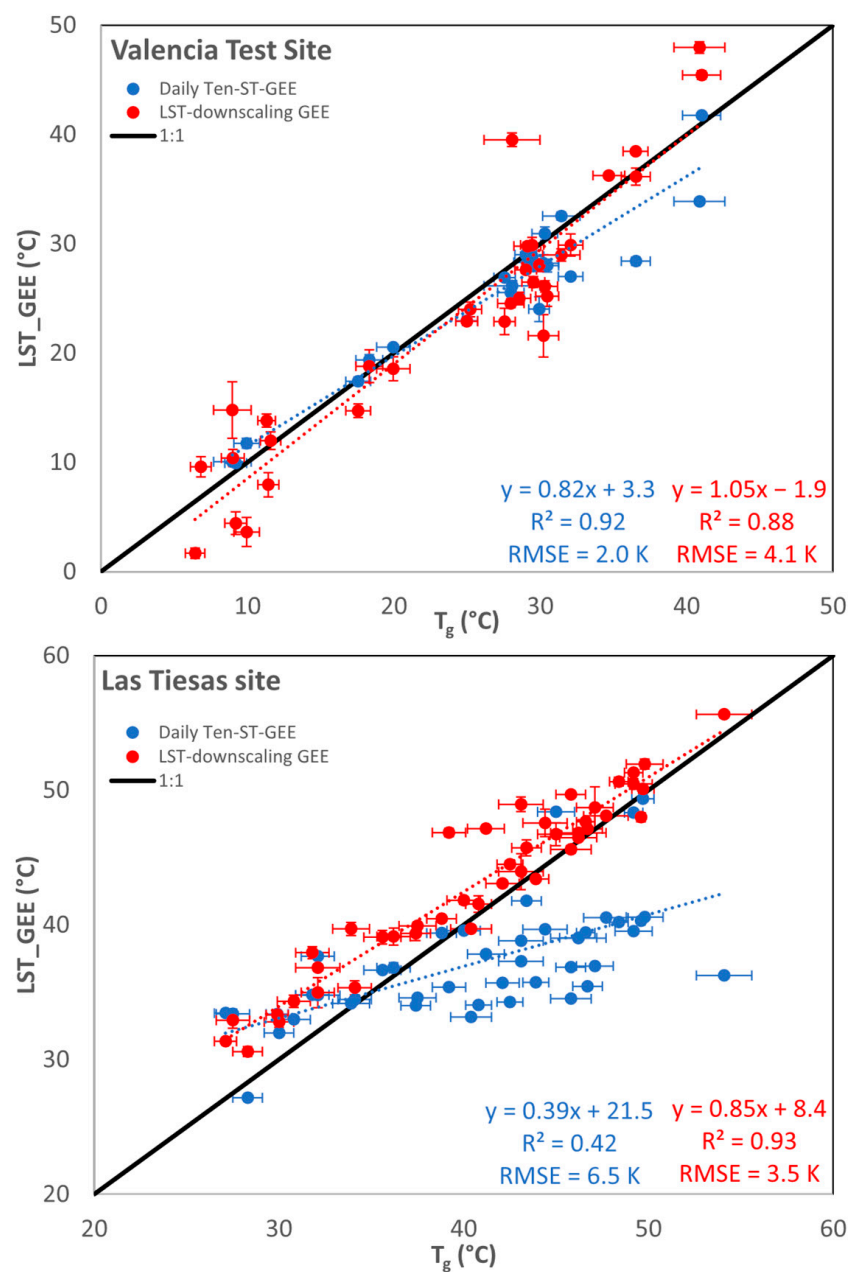 50
Valencia Test Site
Daily Ten-ST-GEE
LST-downscaling GEE
1:1
40
30
LST_GEE (°C)
20
10
y = 0.82x + 3.3 y = 1.05x − 1.9
R² = 0.92 R² = 0.88
RMSE = 2.0 K RMSE = 4.1 K
0
0 10 20 30 40 50
Tg (°C)
60
Las Tiesas site
Daily Ten-ST-GEE
LST-downscaling GEE
1:1
50
LST_GEE (°C)
40
30
y = 0.39x + 21.5 y = 0.85x + 8.4
R² = 0.42 R² = 0.93
RMSE = 6.5 K RMSE = 3.5 K
20
20 30 40 50 60
Tg (°C)